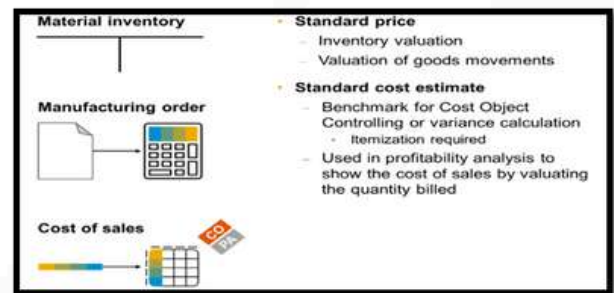 Material inventory
Manufacturing order
Cost of sales
CO
PA
• Standard price
– Inventory valuation
– Valuation of goods movements
• Standard cost estimate
– Benchmark for Cost Object
Controlling or variance calculation
• Itemization required
– Used in profitability analysis to
show the cost of sales by valuating
the quantity billed